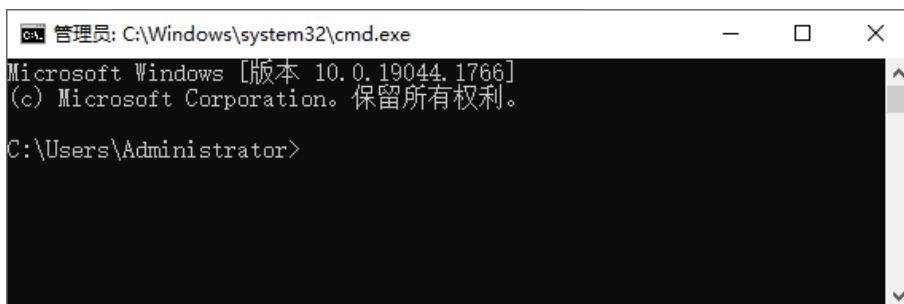 管理员: C:\Windows\system32\cmd.exe
Microsoft Windows [版本 10.0.19044.1766]
(c) Microsoft Corporation。保留所有权利。
C:\Users\Administrator>